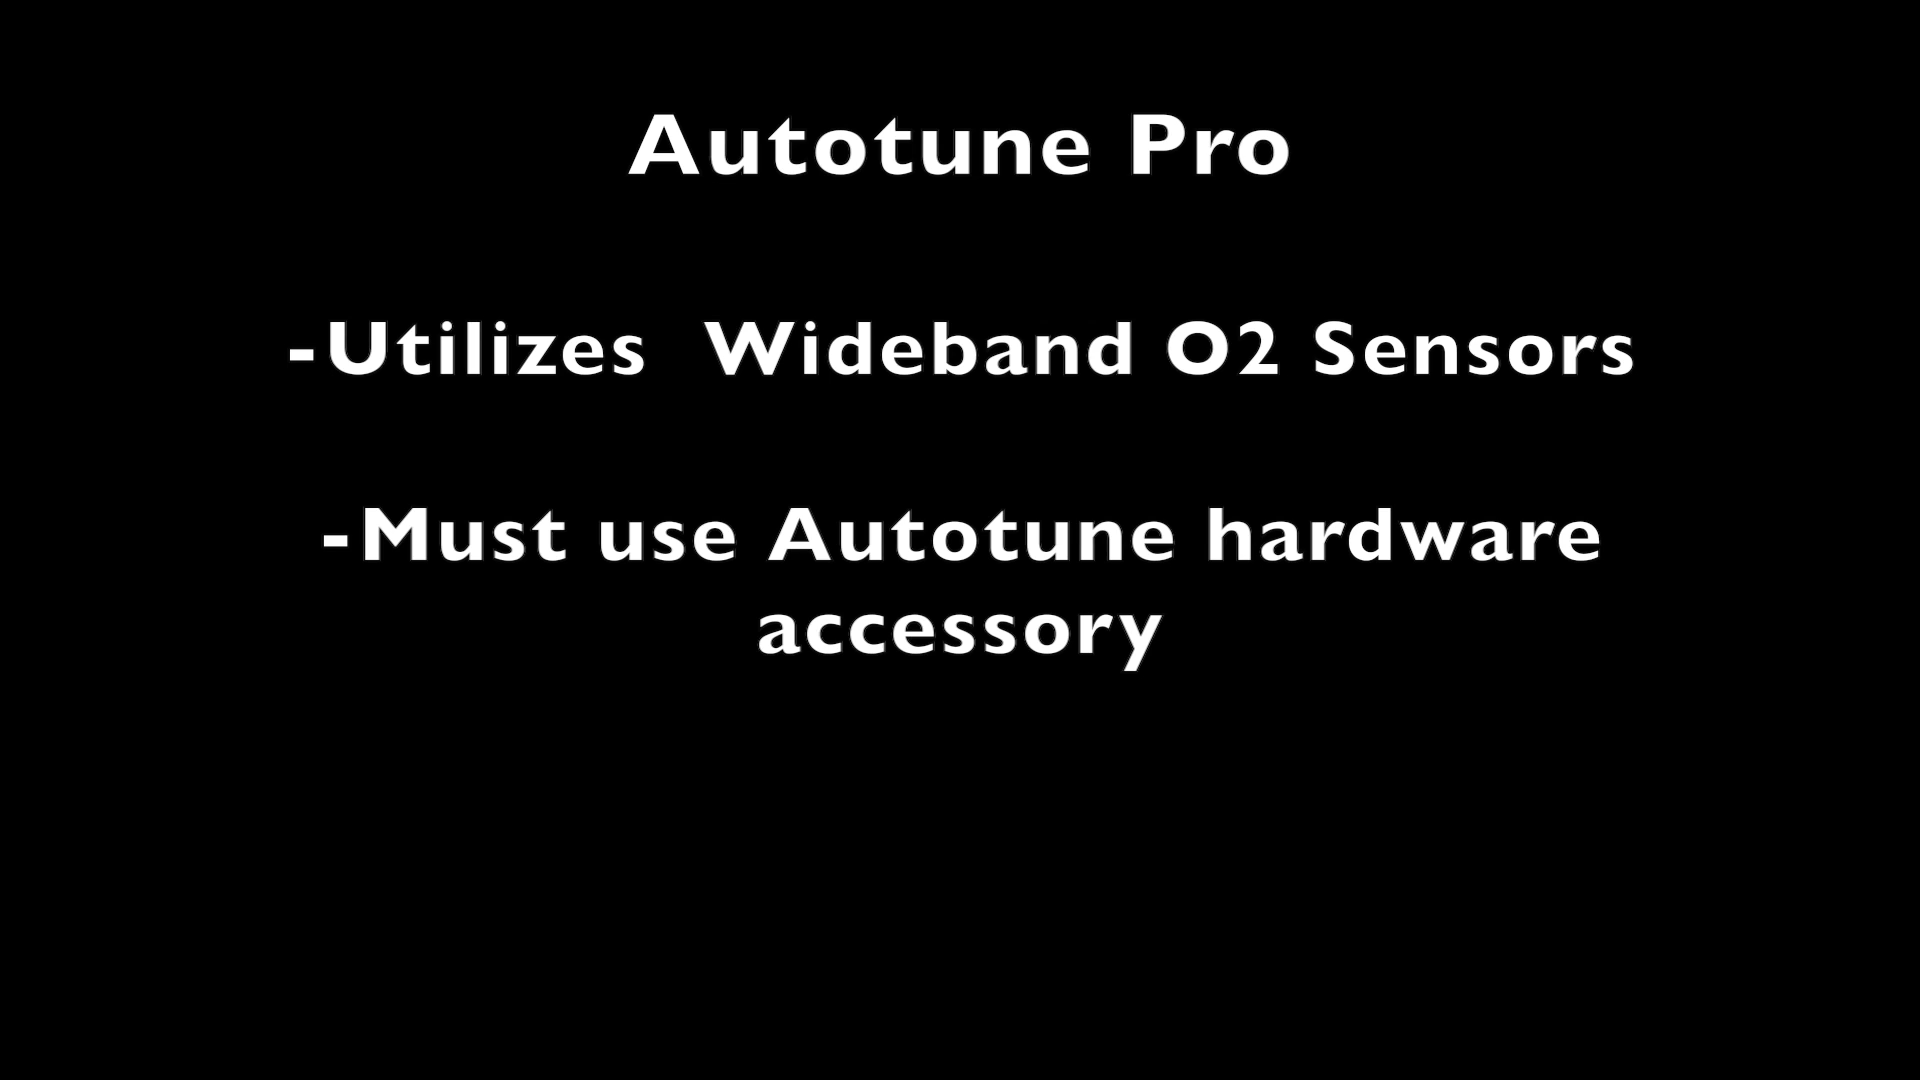 Autotune Pro
-Utilizes  Wideband O2 Sensors
-Must use Autotune hardware
accessory